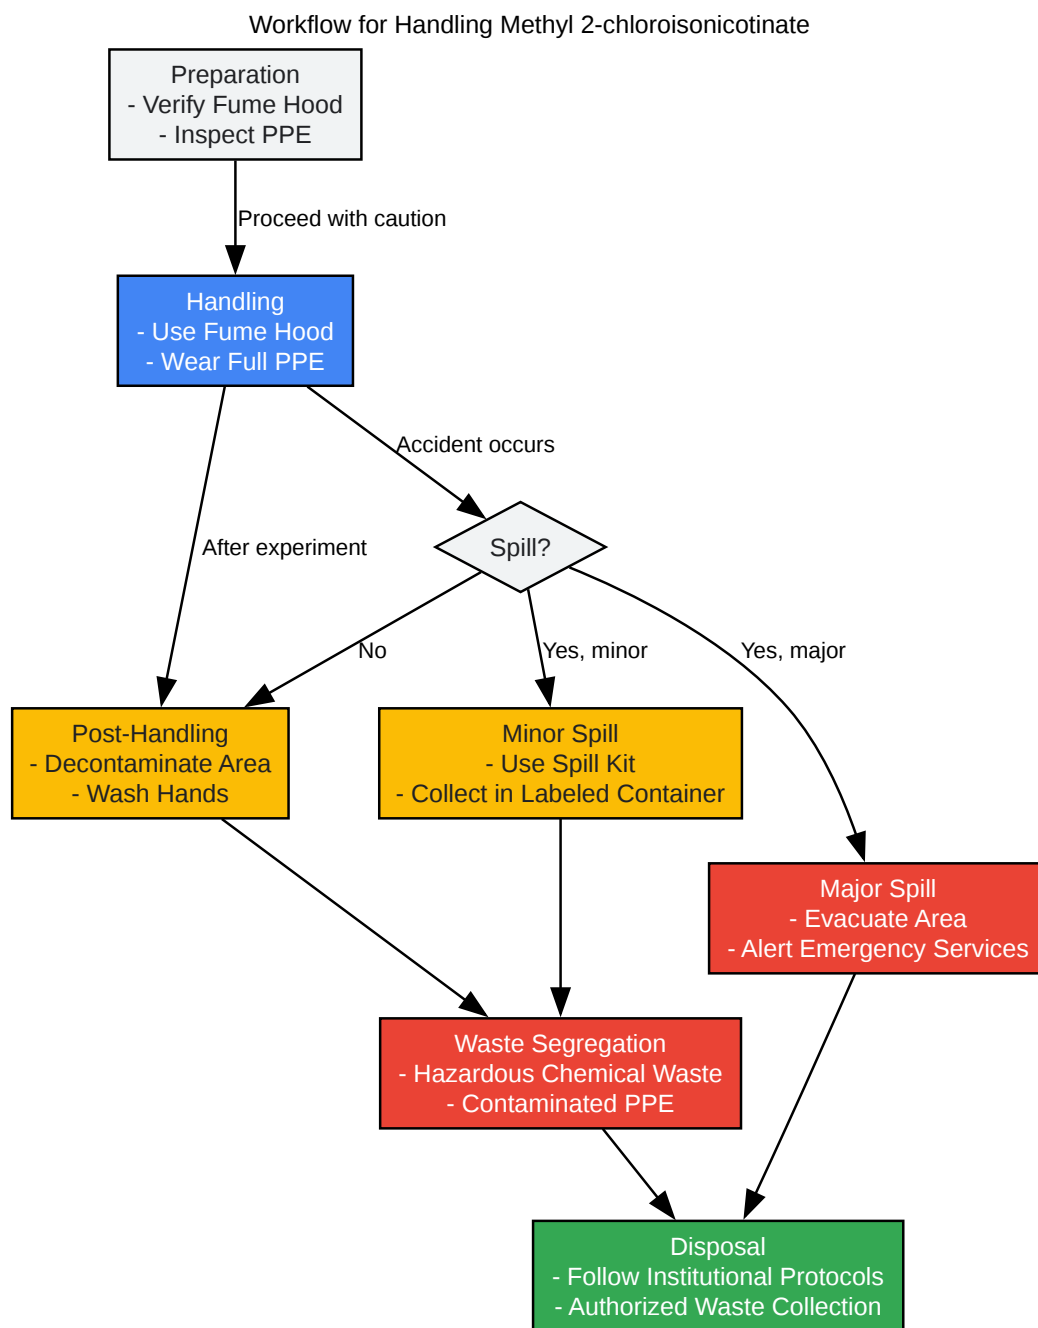 Workflow for Handling Methyl 2-chloroisonicotinate
Preparation
- Verify Fume Hood
- Inspect PPE
Proceed with caution
Handling
- Use Fume Hood
- Wear Full PPE
Accident occurs
After experiment
Spill?
No
Yes, minor
Yes, major
Post-Handling
- Decontaminate Area
- Wash Hands
Minor Spill
- Use Spill Kit
- Collect in Labeled Container
Major Spill
- Evacuate Area
- Alert Emergency Services
Waste Segregation
- Hazardous Chemical Waste
- Contaminated PPE
Disposal
- Follow Institutional Protocols
- Authorized Waste Collection